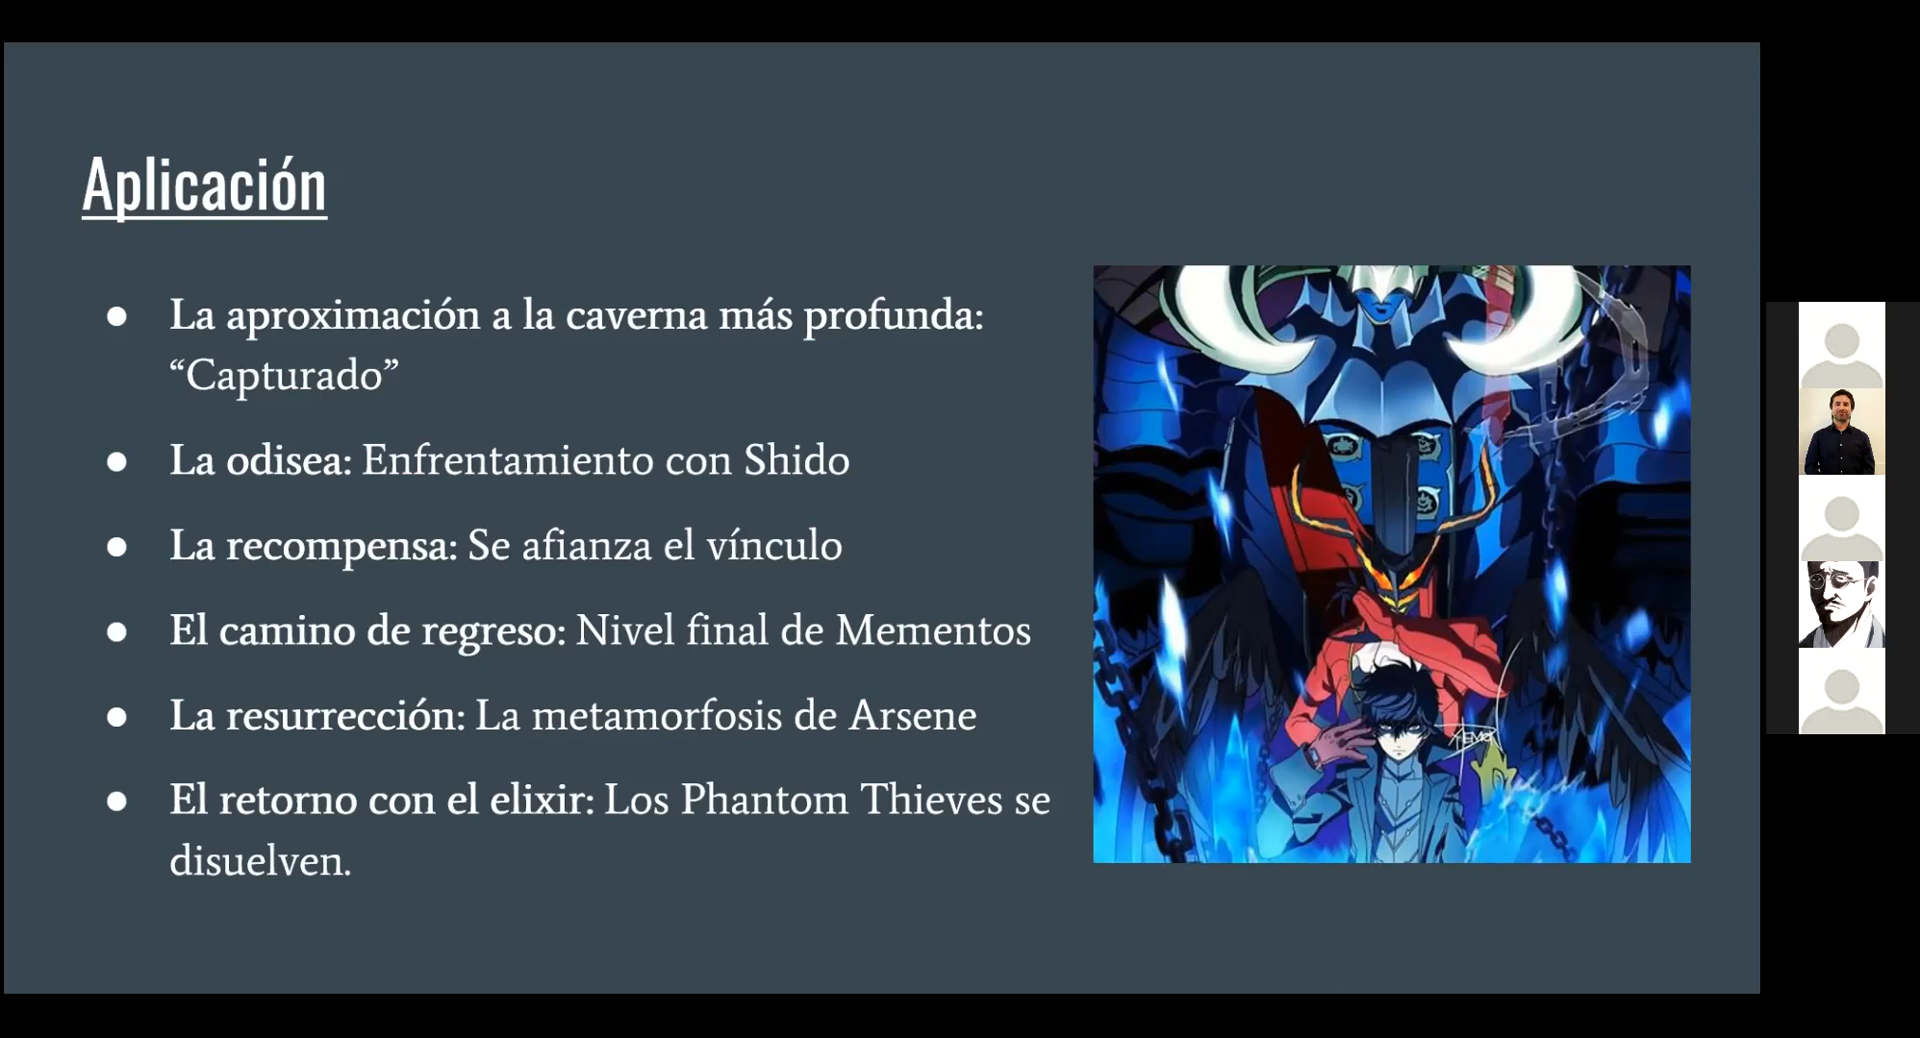 Aplicación
● La aproximación a la caverna más profunda:
“Capturado”
● La odisea: Enfrentamiento con Shido
● La recompensa: Se afianza el vínculo
● El camino de regreso: Nivel final de Mementos
● La resurrección: La metamorfosis de Arsene
● El retorno con el elixir: Los Phantom Thieves se
disuelven.